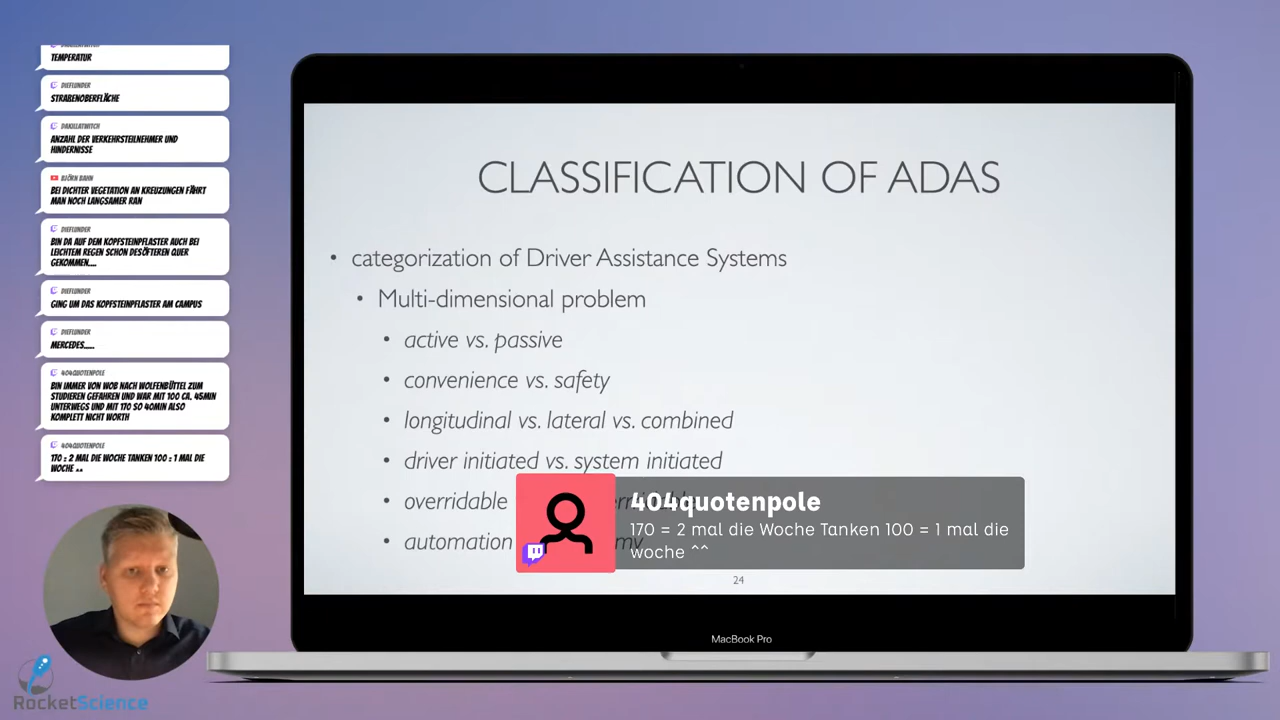 TEMPERATUR
DIEFLUNDER
STRAßENOBERFLÄCHE
DAKILLATWITCH
ANZAHL DER VERKEHRSTEILNEHMER UND
HINDERNISSE
BJÖRN BAHN
BEI DICHTER VEGETATION AN KREUZUNGEN FÄHRT
MAN NOCH LANGSAMER RAN
DIEFLUNDER
BIN DA AUF DEM KOPFSTEINPFLASTER AUCH BEI
LEICHTEM REGEN SCHON DESÖFTEREN QUER
GEKOMMEN....
DIEFLUNDER
GING UM DAS KOPFSTEINPFLASTER AM CAMPUS
DIEFLUNDER
MERCEDES.....
404QUOTENPOLE
BIN IMMER VON WOB NACH WOLFENBÜTTEL ZUM
STUDIEREN GEFAHREN UND WAR MIT 100 CA. 45MIN
UNTERWEGS UND MIT 170 SO 40MIN ALSO
KOMPLETT NICHT WORTH
404QUOTENPOLE
170 = 2 MAL DIE WOCHE TANKEN 100 = 1 MAL DIE
WOCHE ^^
RocketScience
CLASSIFICATION OF ADAS
• categorization of Driver Assistance Systems
• Multi-dimensional problem
• active vs. passive
• convenience vs. safety
• longitudinal vs. lateral vs. combined
• driver initiated vs. system initiated
• overridable
• automation
404quotenpole
170 = 2 mal die Woche Tanken 100 = 1 mal die
woche ^^
24
MacBook Pro